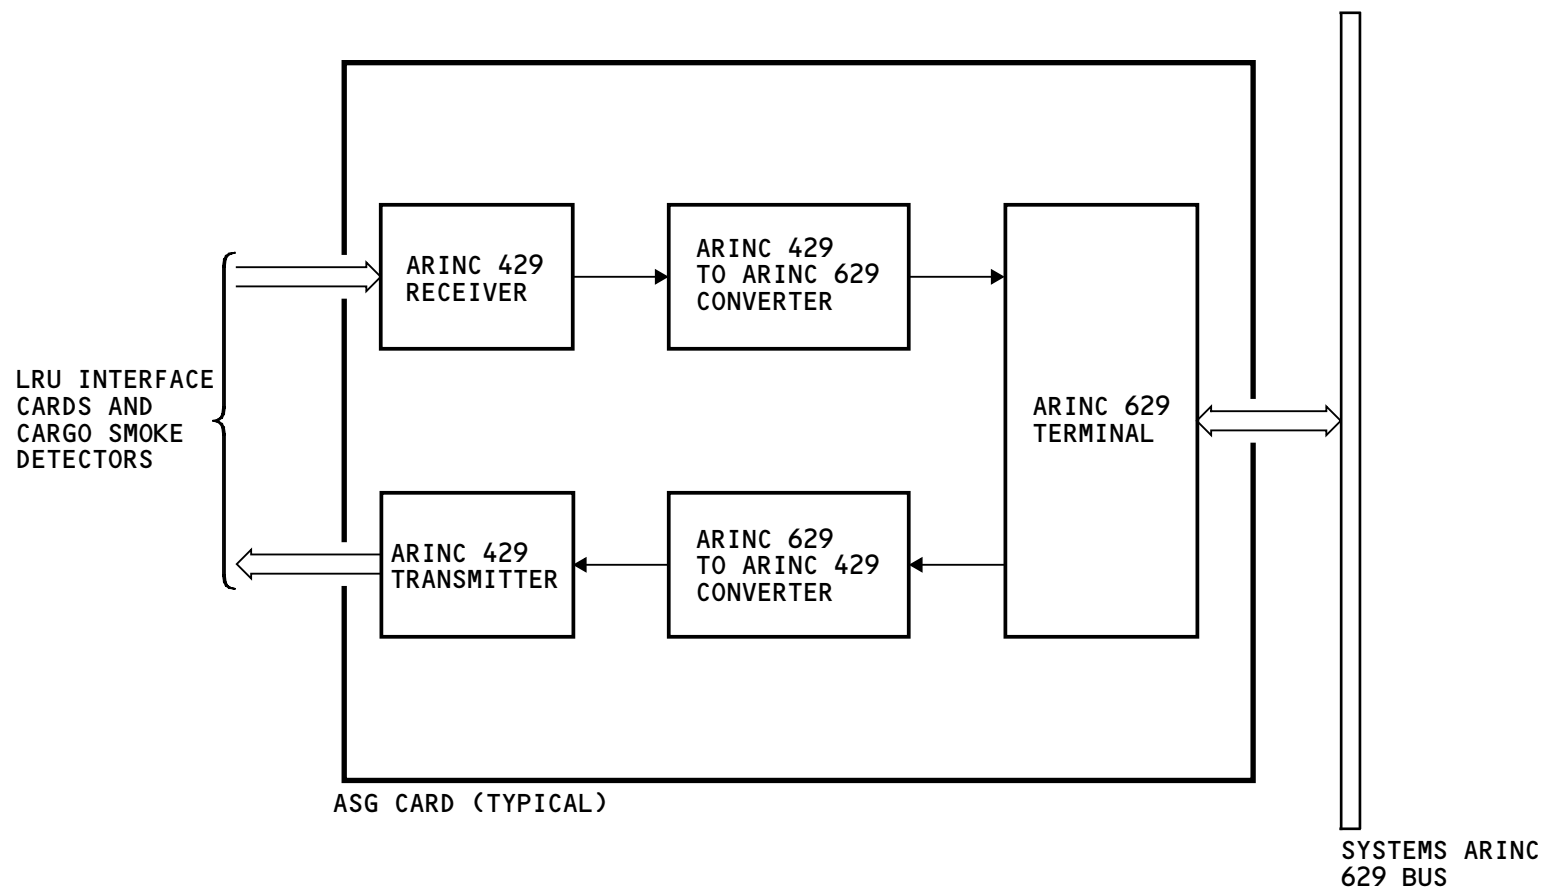 LRU INTERFACE
CARDS AND
CARGO SMOKE
DETECTORS
ARINC 429
RECEIVER
ARINC 429
TO ARINC 629
CONVERTER
ARINC 629
TERMINAL
ARINC 429
TRANSMITTER
ARINC 629
TO ARINC 429
CONVERTER
ASG CARD (TYPICAL)
SYSTEMS ARINC
629 BUS